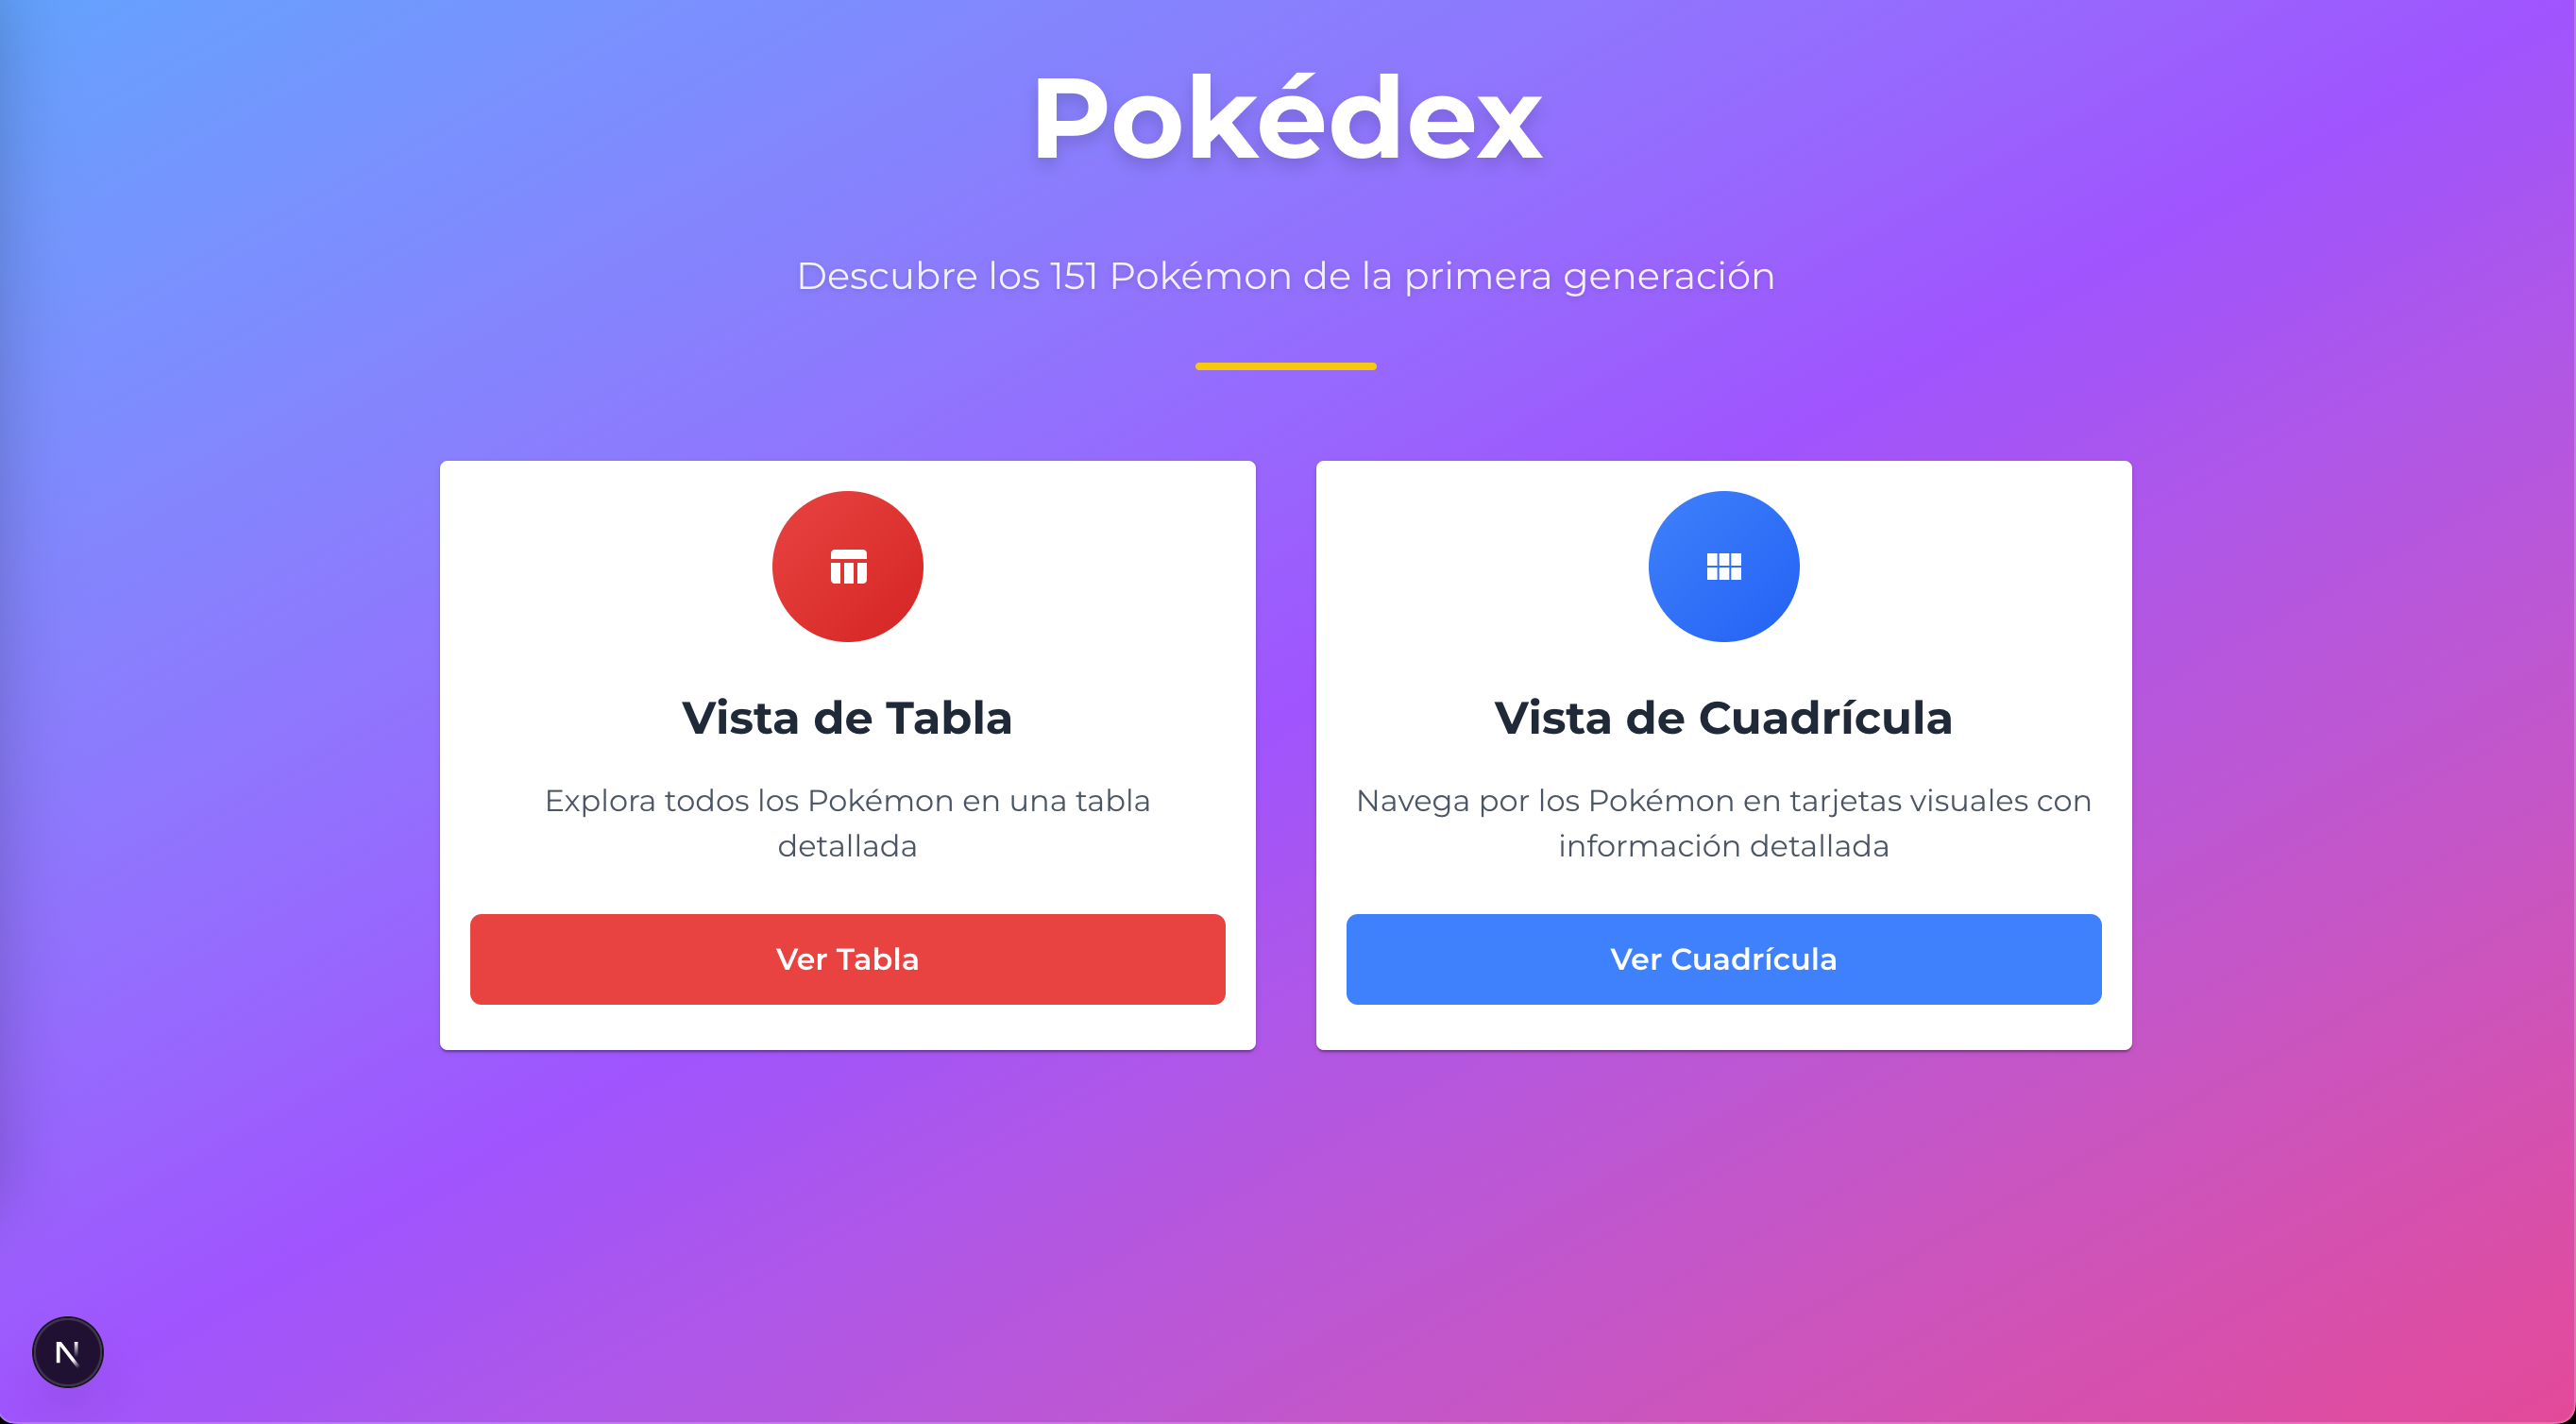 Pokédex
Descubre los 151 Pokémon de la primera generación
Vista de Tabla
Explora todos los Pokémon en una tabla
detallada
Ver Tabla
Vista de Cuadrícula
Navega por los Pokémon en tarjetas visuales con
información detallada
Ver Cuadrícula
N